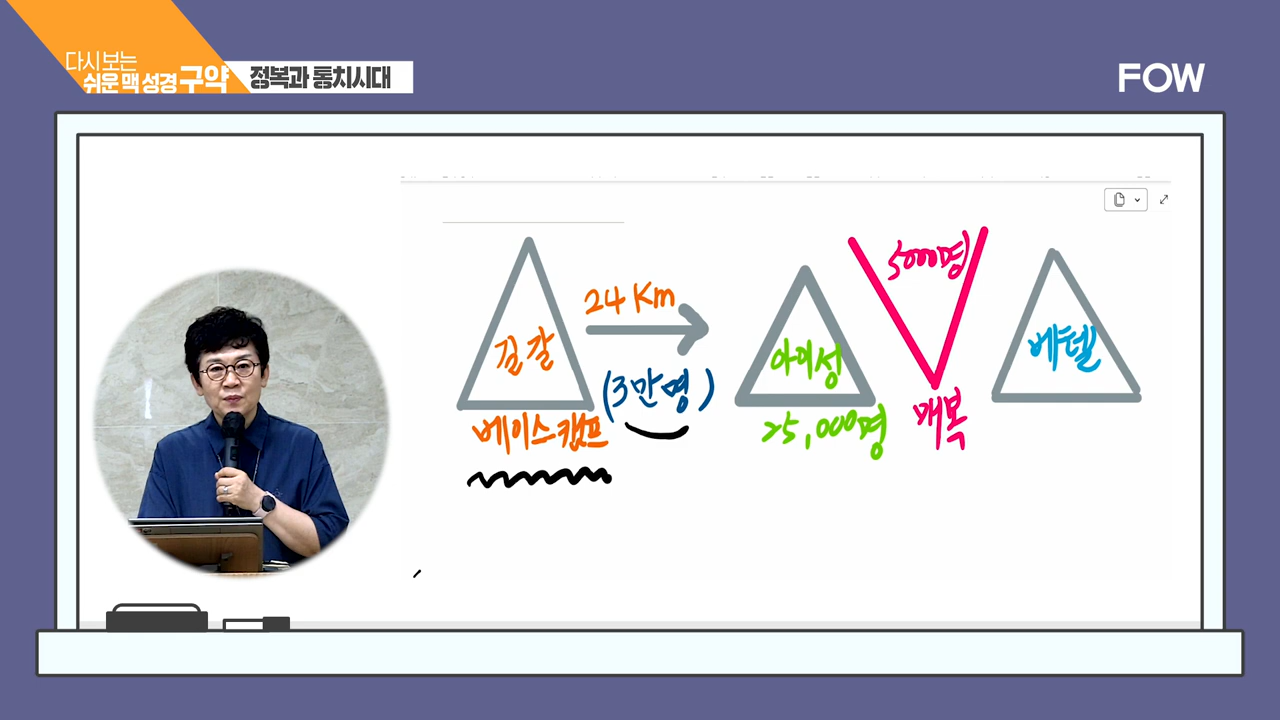 다시 보는
쉬운 맥 성경 구약
정복과 통치시대
FOW
5000명
24 Km
길갈
아이성
베델
(3만명)
베이스캠프
25,000명
매복